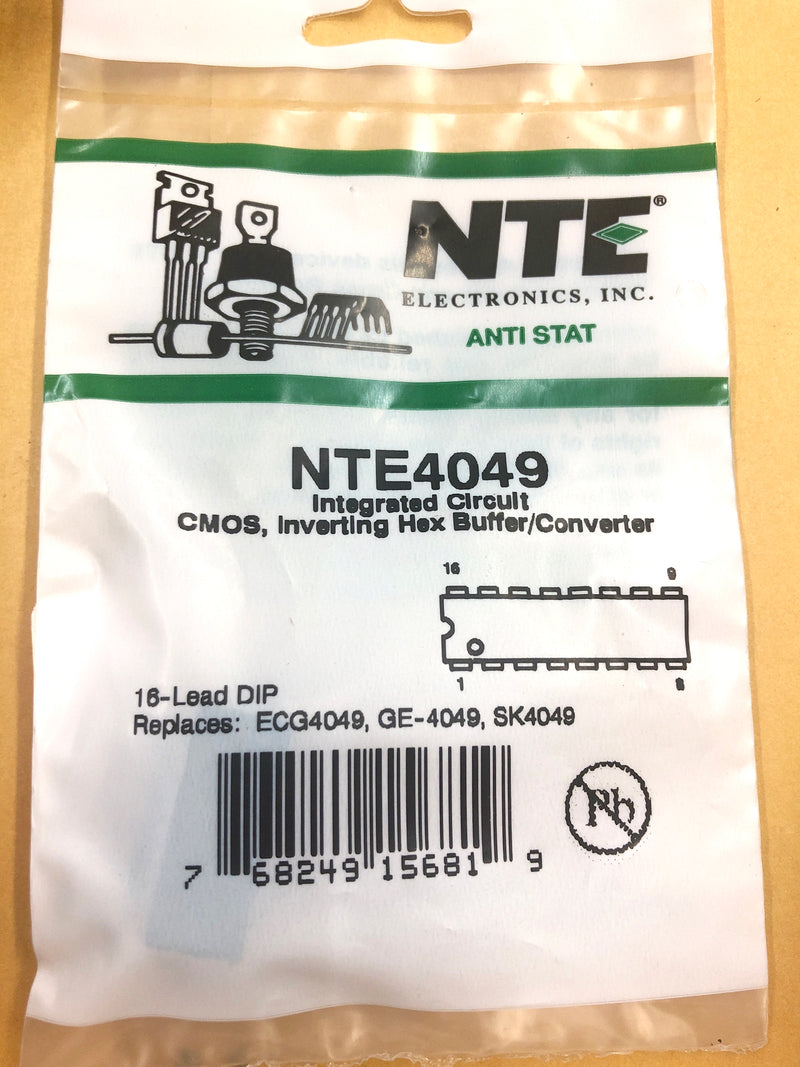 NTE®
ELECTRONICS, INC.
ANTI STAT
NTE4049
Integrated Circuit
CMOS, Inverting Hex Buffer/Converter
16 9
1 8
16-Lead DIP
Replaces: ECG4049, GE-4049, SK4049
7 68249 15681 9
Pb